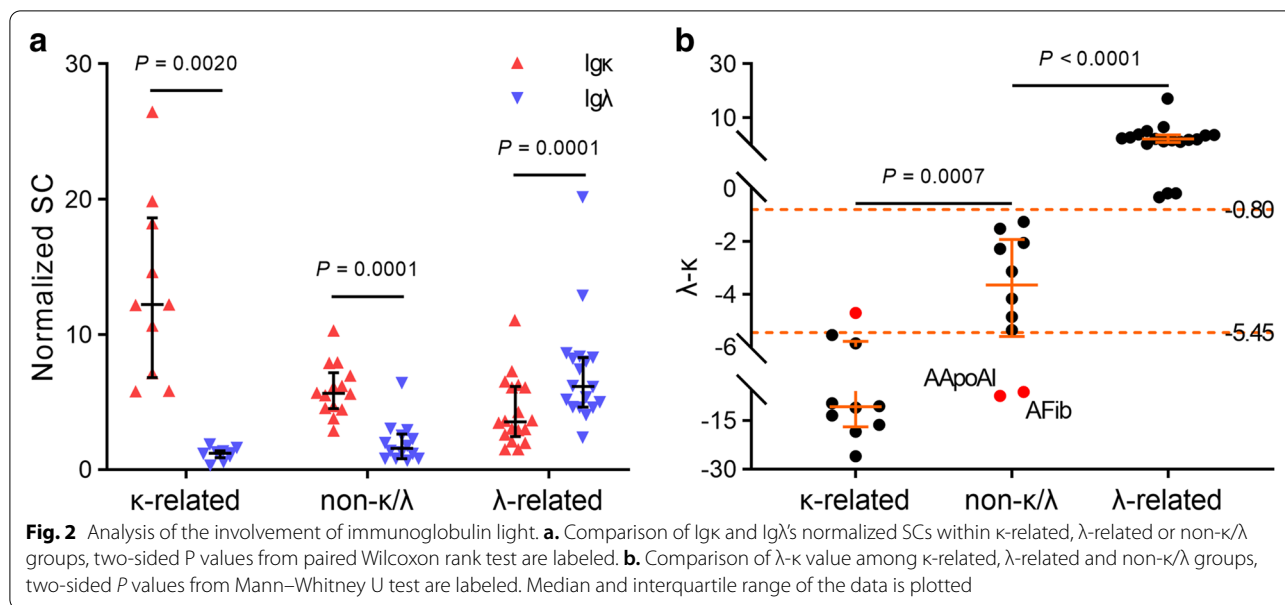 a
30
20
10
0
Normalized SC
P = 0.0020
P = 0.0001
P = 0.0001
Igκ
Igλ
κ-related
non-κ/λ
λ-related
b
10
0
-2
-4
-6
-15
-30
λ-κ
P = 0.0007
P < 0.0001
-0.80
-5.45
AApoAI
AFib
κ-related
non-κ/λ
λ-related
Fig. 2 Analysis of the involvement of immunoglobulin light. a. Comparison of Igκ and Igλ's normalized SCs within κ-related, λ-related or non-κ/λ
groups, two-sided P values from paired Wilcoxon rank test are labeled. b. Comparison of λ-κ value among κ-related, λ-related and non-κ/λ groups,
two-sided P values from Mann–Whitney U test are labeled. Median and interquartile range of the data is plotted